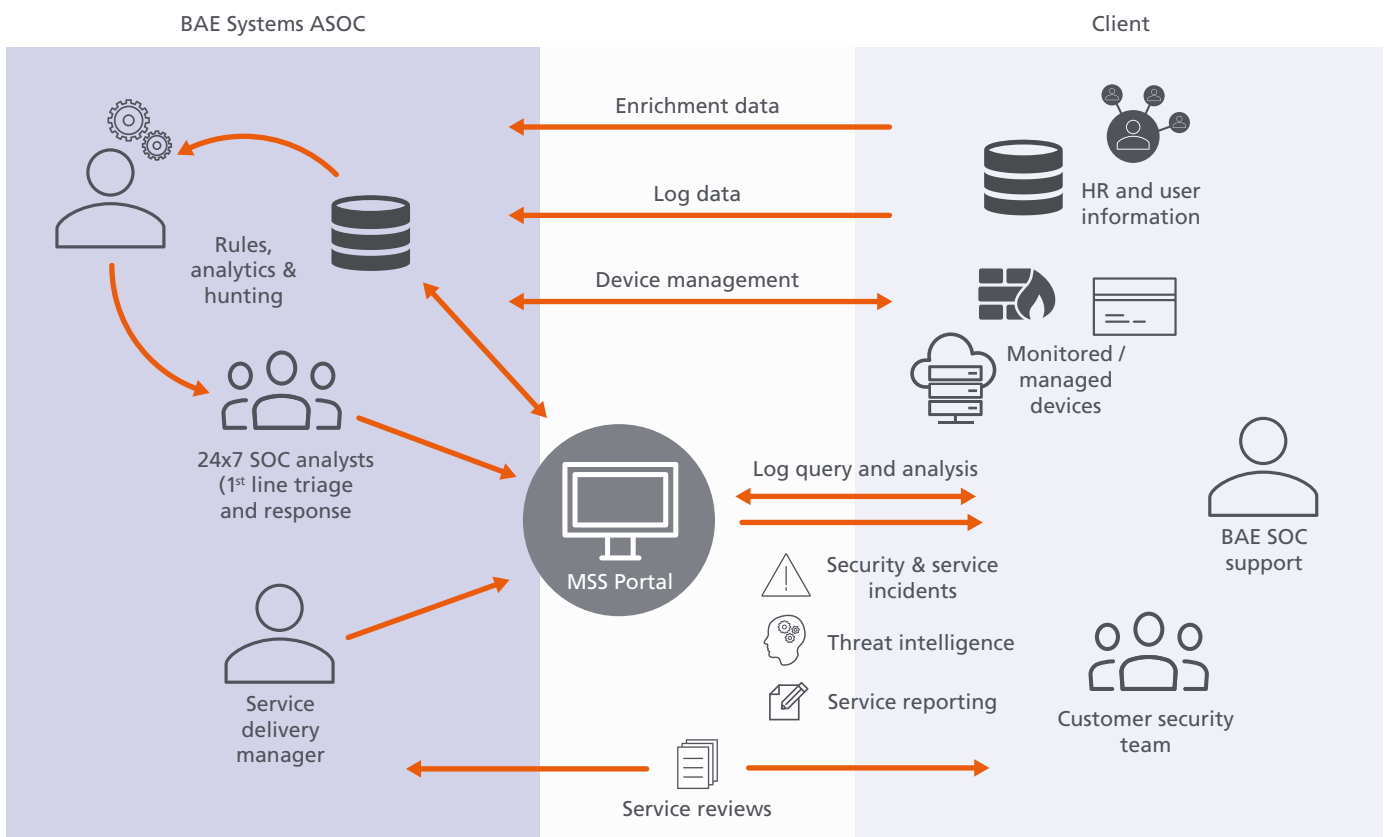 BAE Systems ASOC
Client
Enrichment data
Log data
Device management
HR and user
information
Rules,
analytics &
hunting
Monitored /
managed
devices
24x7 SOC analysts
(1st line triage
and response
MSS Portal
Log query and analysis
BAE SOC
support
Security & service
incidents
Threat intelligence
Service reporting
Service
delivery
manager
Customer security
team
Service reviews